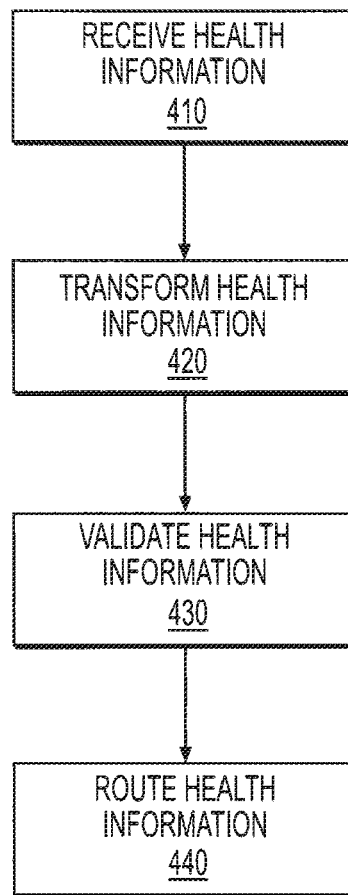 RECEIVE HEALTH
INFORMATION
410
TRANSFORM HEALTH
INFORMATION
420
VALIDATE HEALTH
INFORMATION
430
ROUTE HEALTH
INFORMATION
440